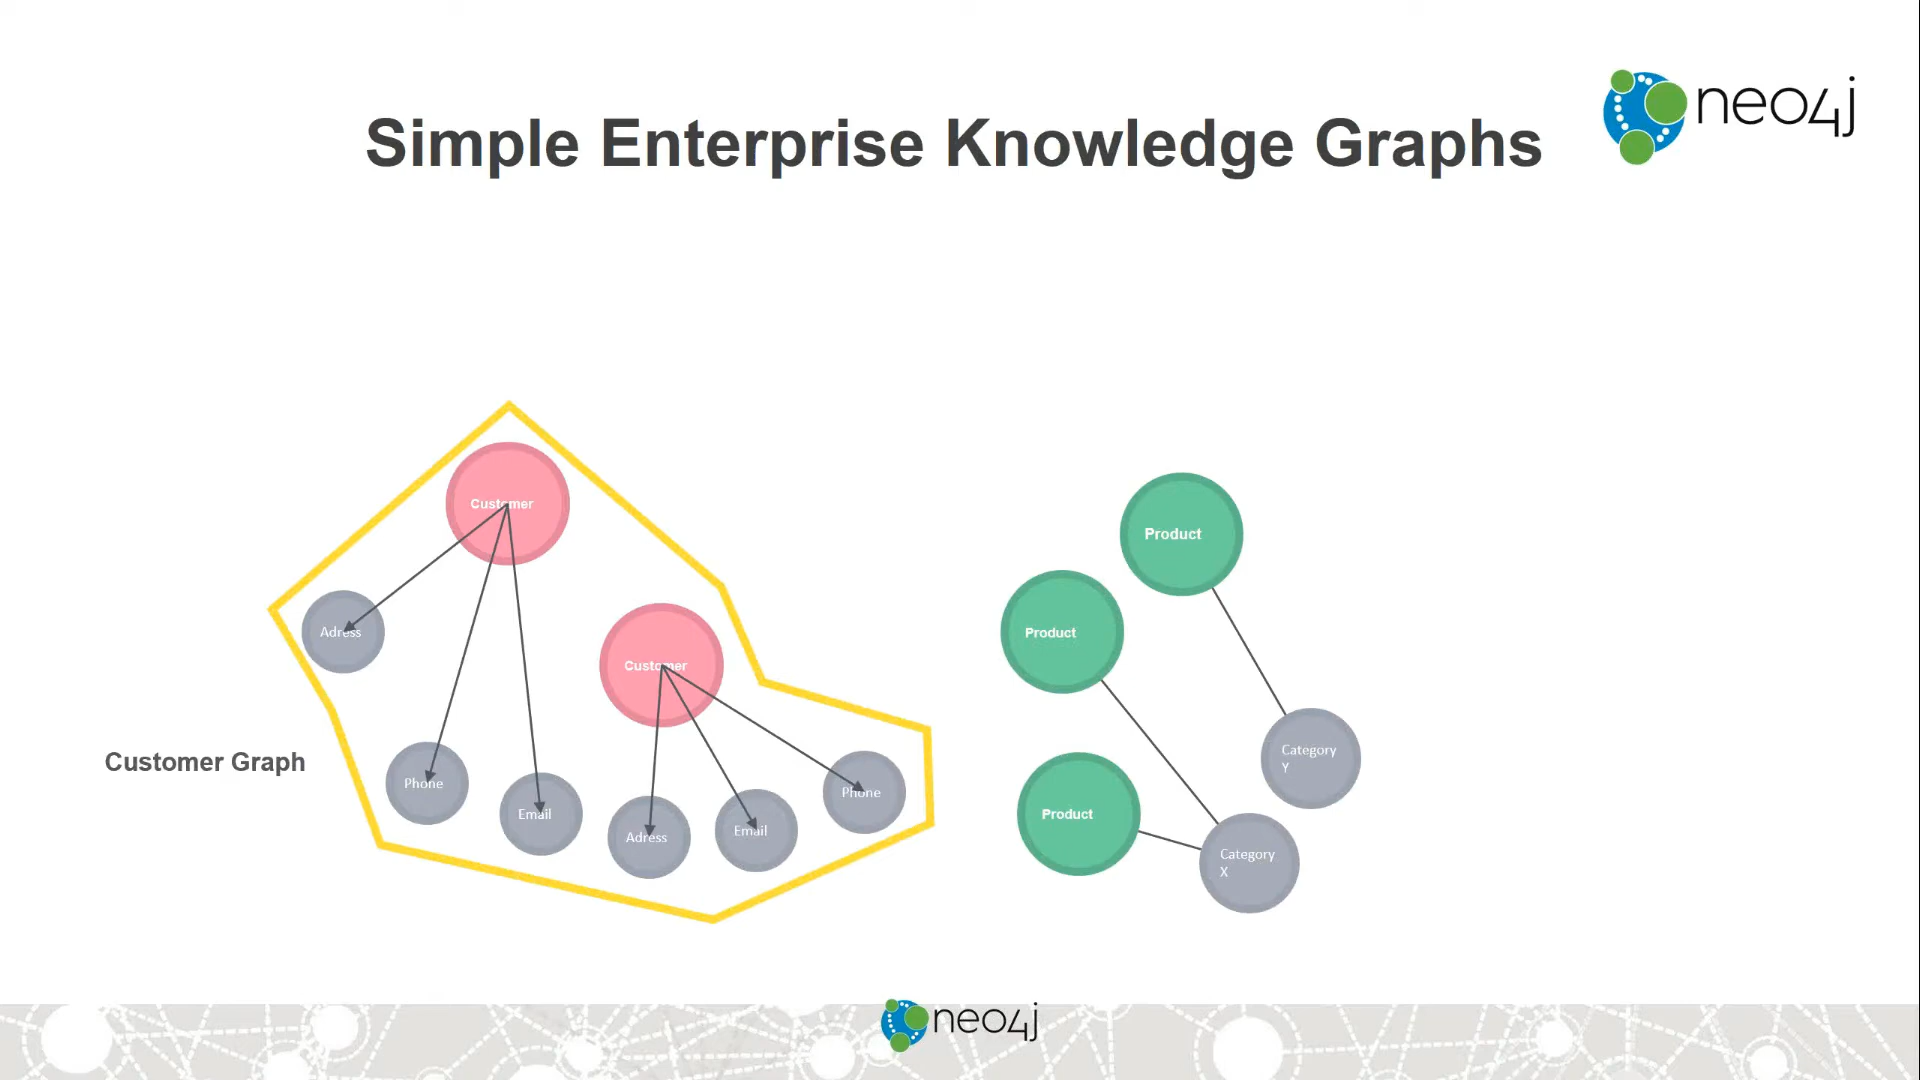 neo4j
Simple Enterprise Knowledge Graphs
Customer
Product
Adress
Product
Customer
Customer Graph
Phone
Email
Adress
Email
Phone
Category
Y
Product
Category
X
neo4j